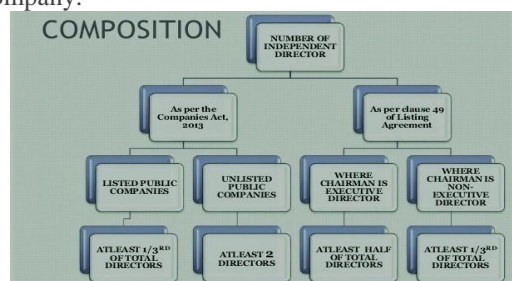 ompany.
COMPOSITION
NUMBER OF
INDEPENDENT
DIRECTOR
As per the
Companies Act,
2013
As per clause 49
of Listing
Agreement
LISTED PUBLIC
COMPANIES
UNLISTED
PUBLIC
COMPANIES
WHERE
CHAIRMAN IS
EXECUTIVE
DIRECTOR
WHERE
CHAIRMAN IS
NON-
EXECUTIVE
DIRECTOR
ATLEAST 1/3RD
OF TOTAL
DIRECTORS
ATLEAST 2
DIRECTORS
ATLEAST HALF
OF TOTAL
DIRECTORS
ATLEAST 1/3RD
OF TOTAL
DIRECTORS